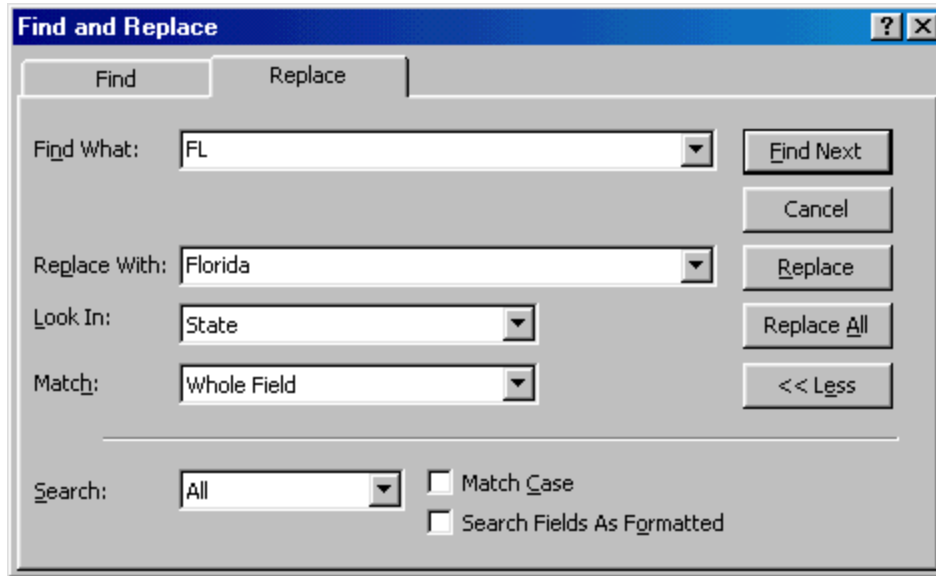 Find and Replace
Find Replace
Find What: FL Find Next
Cancel
Replace With: Florida Replace
Look In: State Replace All
Match: Whole Field << Less
Search: All Match Case
Search Fields As Formatted